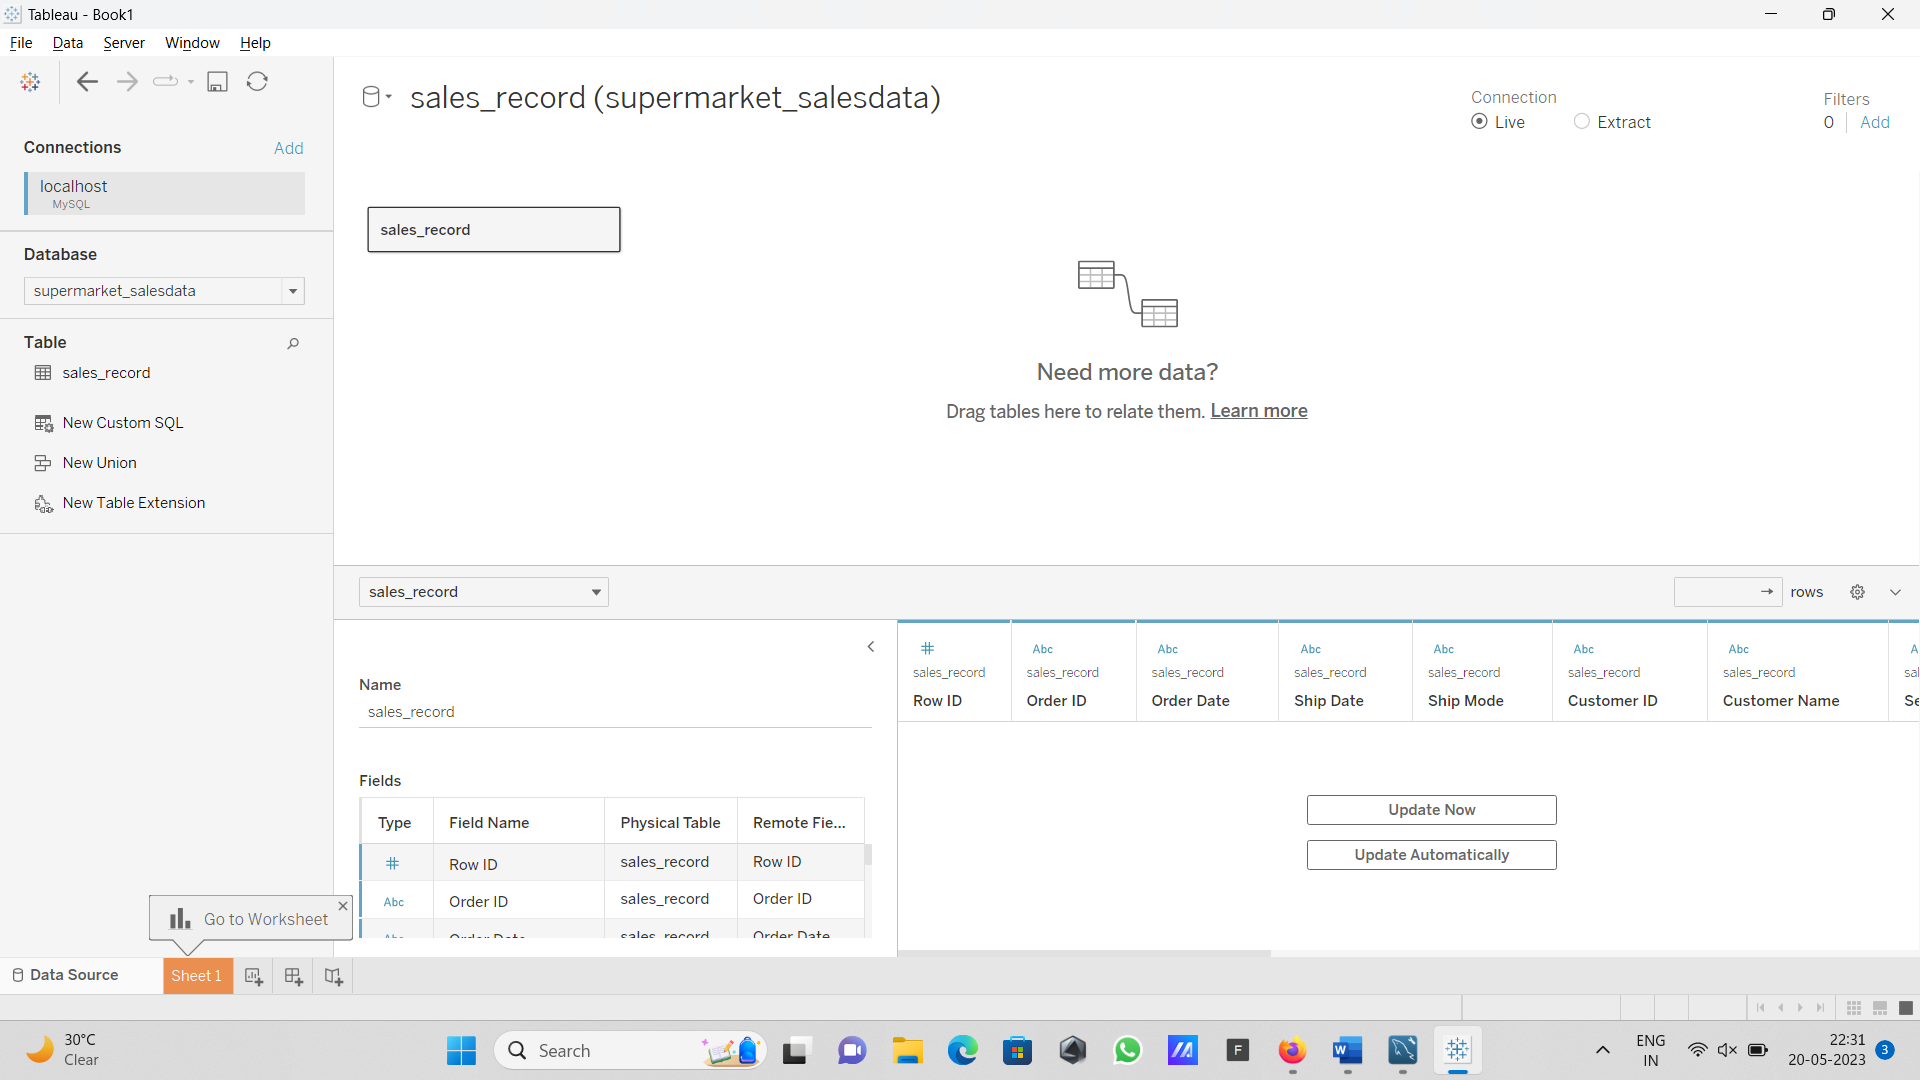 Tableau - Book1
File Data Server Window Help
Connections Add
localhost
MySQL
Database
supermarket_salesdata
Table
sales_record
New Custom SQL
New Union
New Table Extension
sales_record (supermarket_salesdata)
Connection
Live Extract
Filters
0 Add
sales_record
Need more data?
Drag tables here to relate them. Learn more
sales_record
rows
Name
sales_record
Fields
Type Field Name Physical Table Remote Fie...
# Row ID sales_record Row ID
Abc Order ID sales_record Order ID
Abc Order Date sales_record Order Date
# Abc Abc Abc Abc Abc Abc A
sales_record sales_record sales_record sales_record sales_record sales_record sales_record sal
Row ID Order ID Order Date Ship Date Ship Mode Customer ID Customer Name Se
Update Now
Update Automatically
Go to Worksheet
Data Source Sheet 1
30°C
Clear
Search
F
W
ENG
IN
22:31
20-05-2023
3